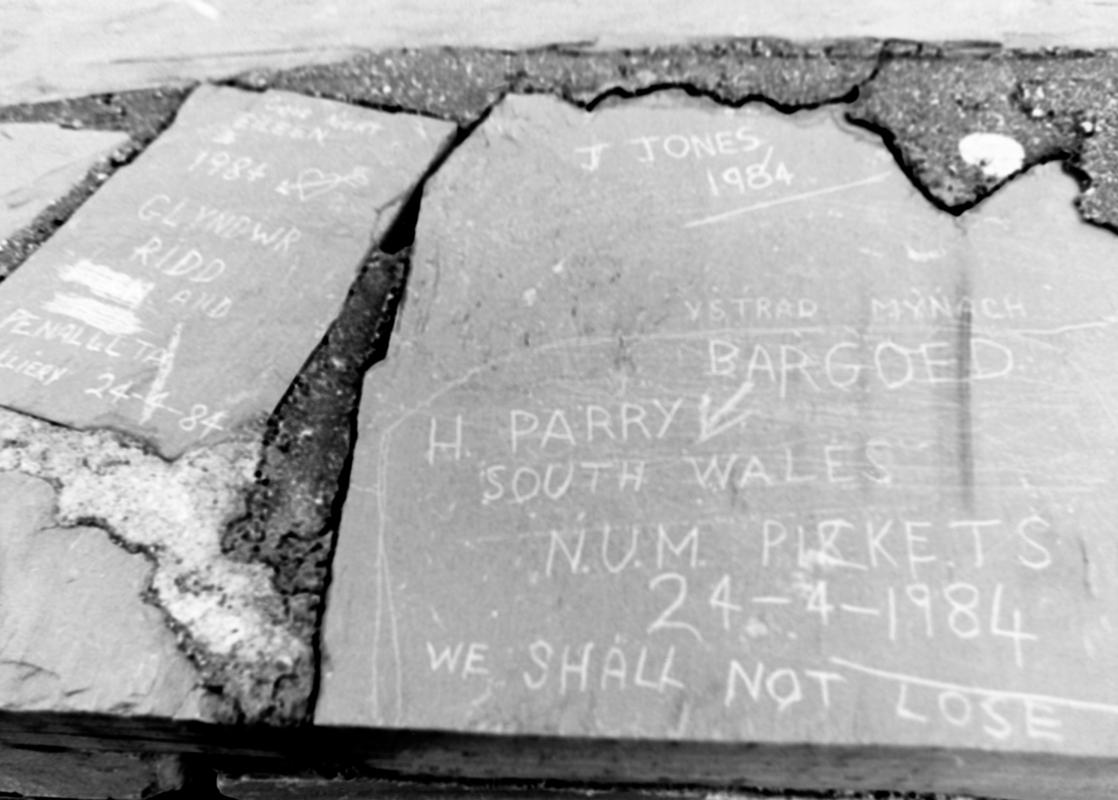 1984
GLYNDWR
RIDD
AND
PENALLTA
LLIERY 24-4-84
J JONES
1984
YSTRAD MYNACH
BARGOED
H. PARRY
SOUTH WALES
N.U.M. PICKETS
24-4-1984
WE SHALL NOT LOSE